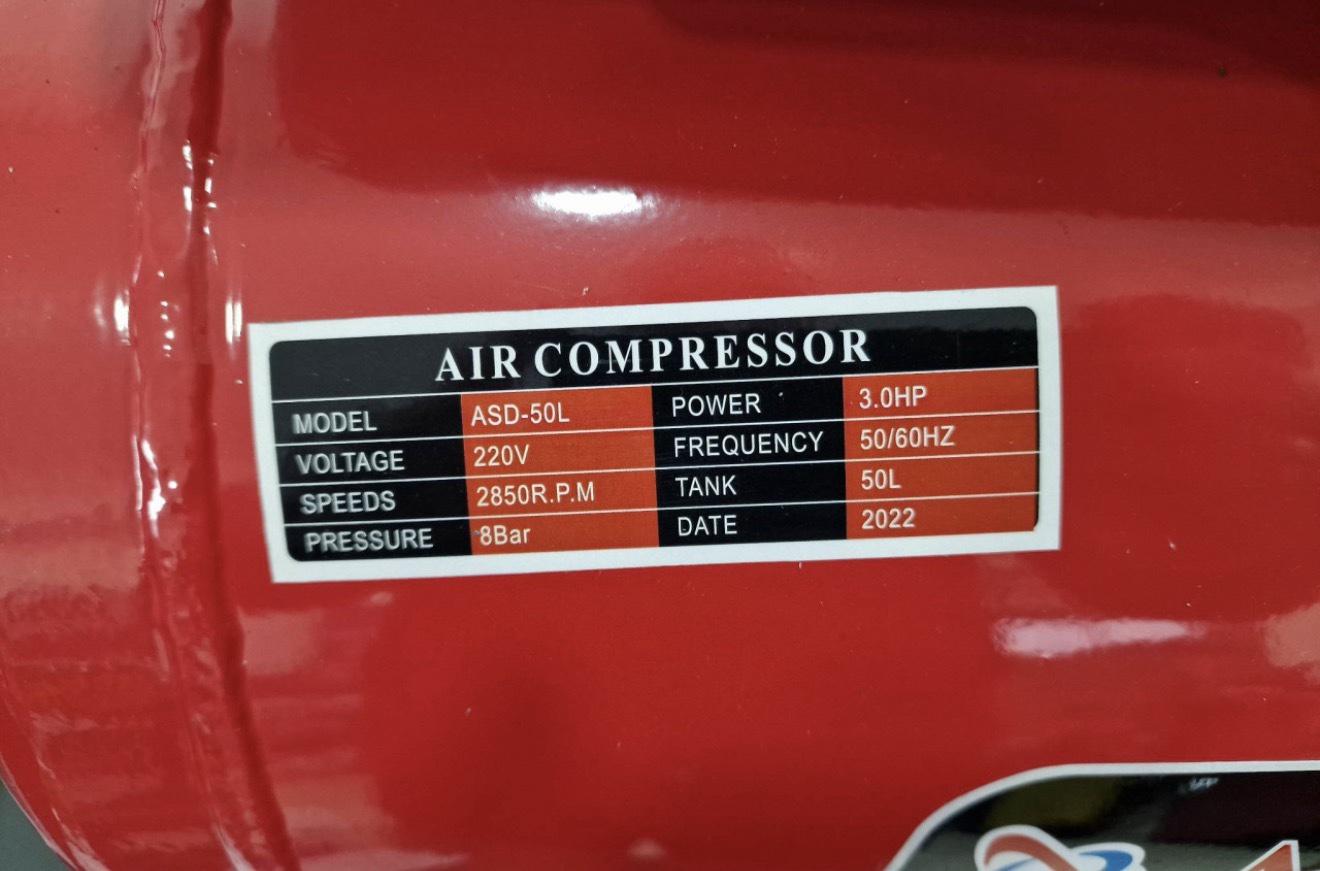 AIR COMPRESSOR
MODEL ASD-50L POWER 3.0HP
VOLTAGE 220V FREQUENCY 50/60HZ
SPEEDS 2850R.P.M TANK 50L
PRESSURE 8Bar DATE 2022